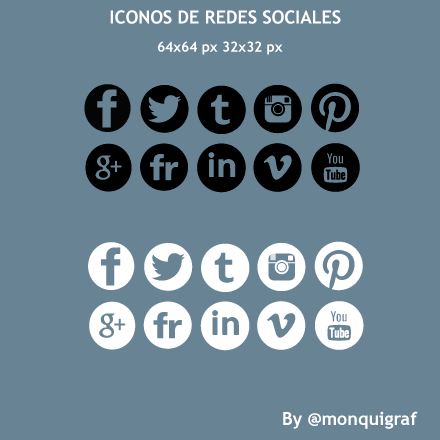 ICONOS DE REDES SOCIALES
64x64 px 32x32 px
f t
g+ fr in v You Tube
f t
g+ fr in v You Tube
By @monquigraf